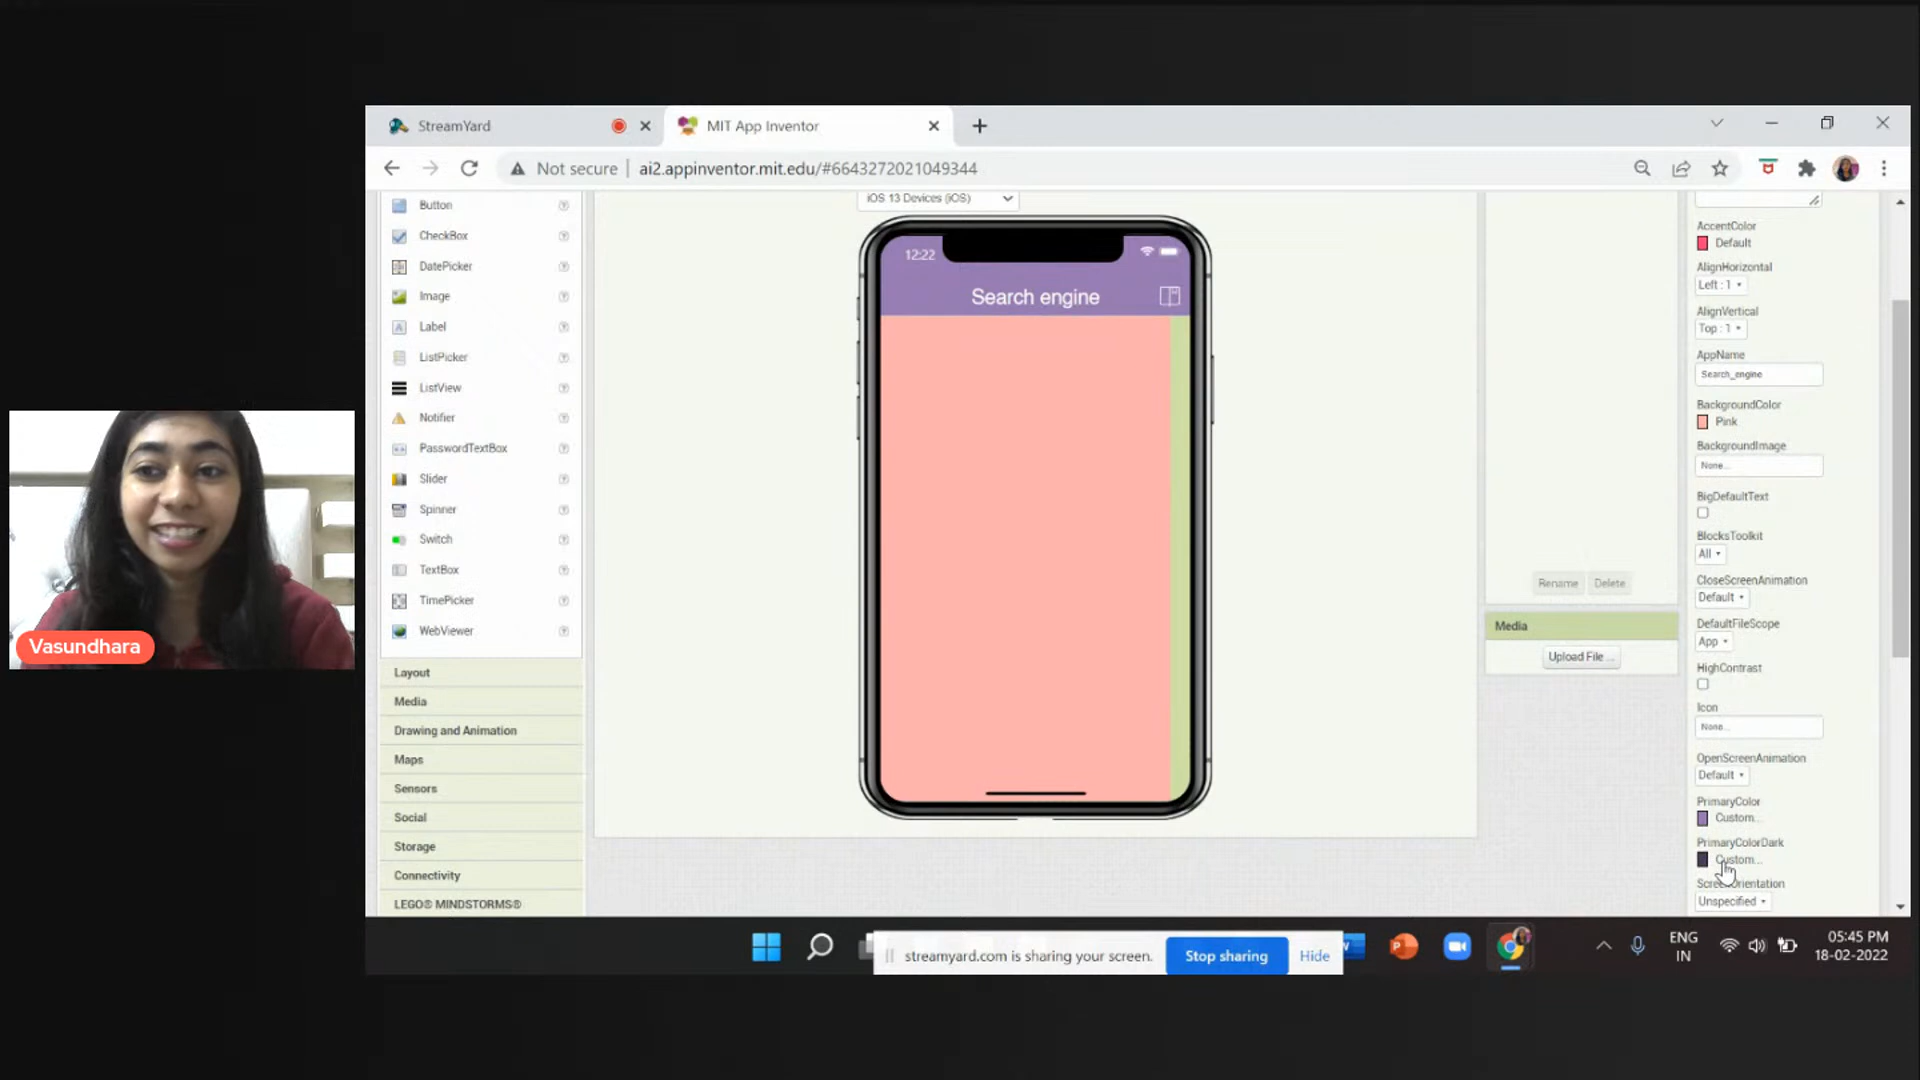 StreamYard
MIT App Inventor
Not secure
ai2.appinventor.mit.edu/#6643272021049344
iOS 13 Devices (iOS)
Button
CheckBox
DatePicker
Image
Label
ListPicker
ListView
Notifier
PasswordTextBox
Slider
Spinner
Switch
TextBox
TimePicker
WebViewer
Layout
Media
Drawing and Animation
Maps
Sensors
Social
Storage
Connectivity
LEGO® MINDSTORMS®
12:22
Search engine
Rename
Delete
Media
Upload File ...
AccentColor
Default
AlignHorizontal
Left : 1
AlignVertical
Top : 1
AppName
Search_engine
BackgroundColor
Pink
BackgroundImage
None...
BigDefaultText
BlocksToolkit
All
CloseScreenAnimation
Default
DefaultFileScope
App
HighContrast
Icon
None...
OpenScreenAnimation
Default
PrimaryColor
Custom...
PrimaryColorDark
Custom...
ScreenOrientation
Unspecified
Vasundhara
streamyard.com is sharing your screen.
Stop sharing
Hide
ENG
IN
05:45 PM
18-02-2022